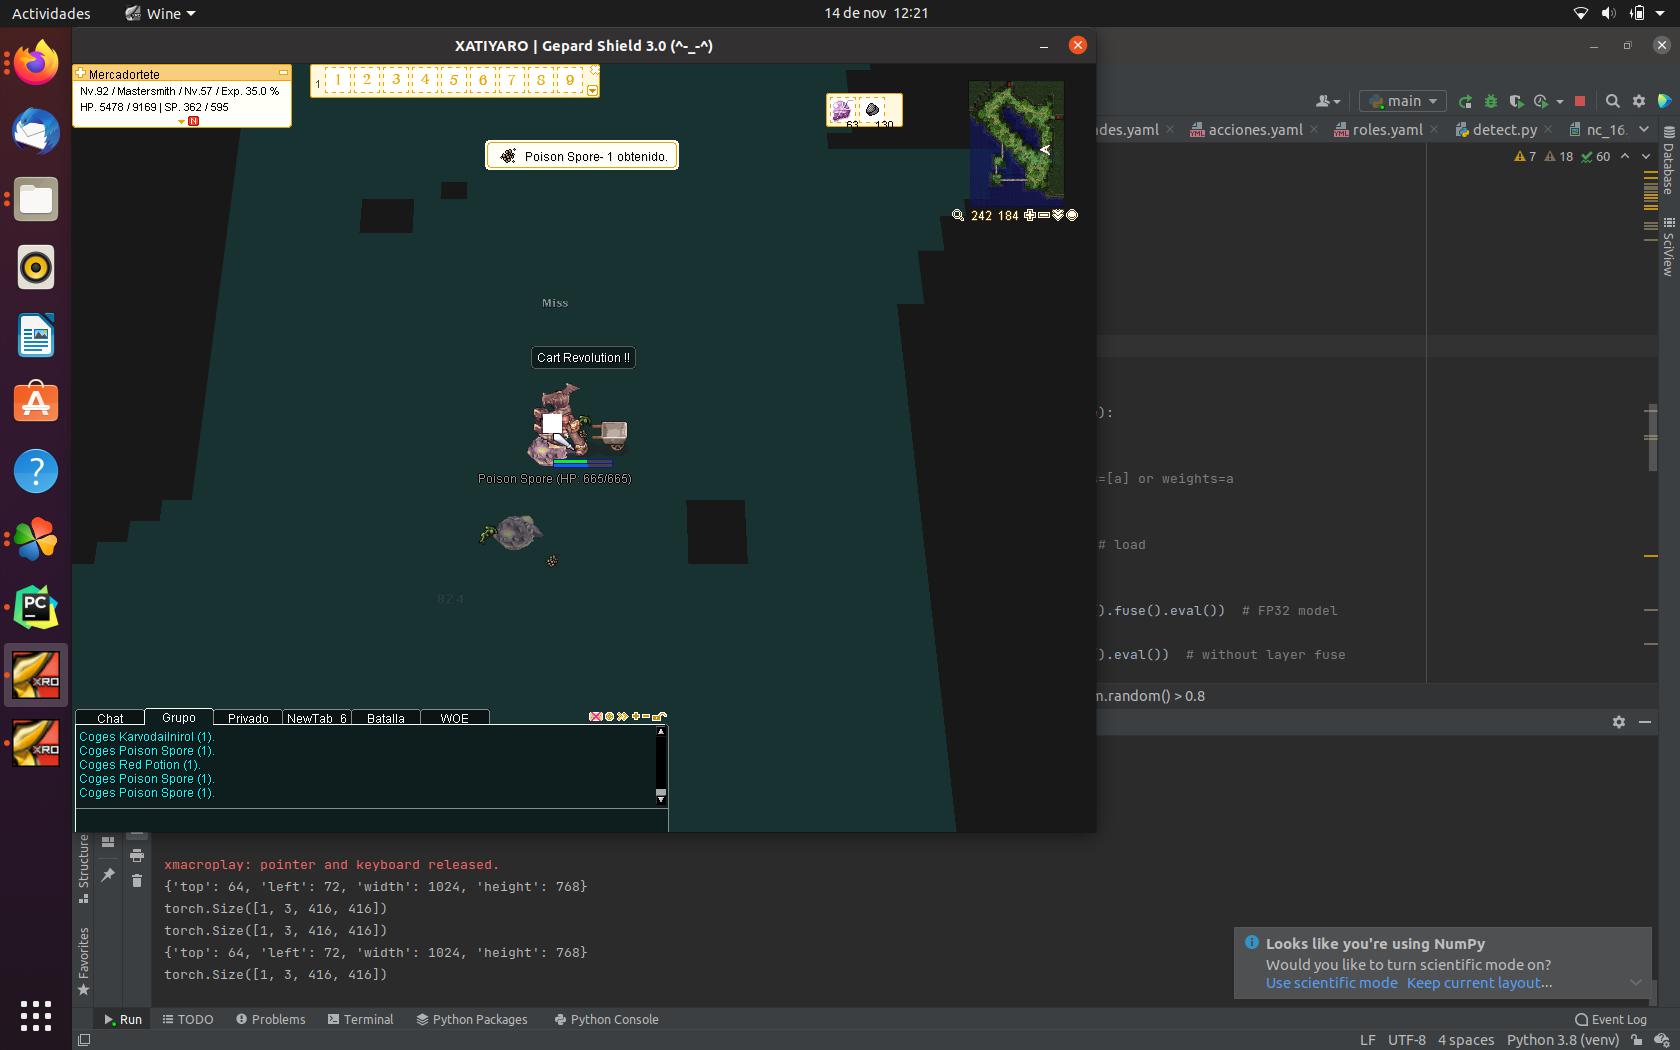 Actividades
Wine
14 de nov 12:21
XATIYARO | Gepard Shield 3.0 (^-_-^)
Mercadortete
Nv.92 / Mastersmith / Nv.57 / Exp. 35.0 %
HP. 5478 / 9169 | SP. 362 / 595
N
1 1 2 3 4 5 6 7 8 9
63 130
Poison Spore- 1 obtenido.
242 184
Miss
Cart Revolution !!
Poison Spore (HP: 665/665)
824
Chat Grupo Privado NewTab_6 Batalla WOE
Coges Karvodailnirol (1).
Coges Poison Spore (1).
Coges Red Potion (1).
Coges Poison Spore (1).
Coges Poison Spore (1).
main
des.yaml acciones.yaml roles.yaml detect.py nc_16.
7 18 60
Database
SciView
):
=[a] or weights=a
# load
).fuse().eval()) # FP32 model
).eval()) # without layer fuse
m.random() > 0.8
PC
XRO
XRO
Structure
Favorites
xmacroplay: pointer and keyboard released.
{'top': 64, 'left': 72, 'width': 1024, 'height': 768}
torch.Size([1, 3, 416, 416])
torch.Size([1, 3, 416, 416])
{'top': 64, 'left': 72, 'width': 1024, 'height': 768}
torch.Size([1, 3, 416, 416])
Looks like you're using NumPy
Would you like to turn scientific mode on?
Use scientific mode Keep current layout...
Run TODO Problems Terminal Python Packages Python Console Event Log
LF UTF-8 4 spaces Python 3.8 (venv)